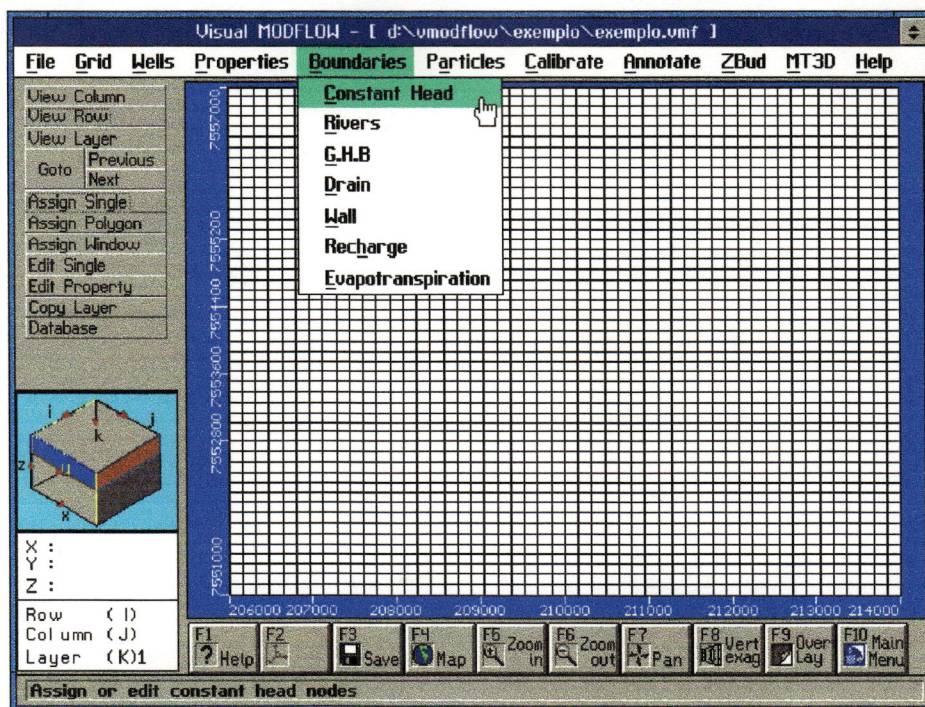 Visual MODFLOW - [ d:\vmodflow\exemplo\exemplo.vmf ]
File Grid Wells Properties Boundaries Particles Calibrate Annotate ZBud MT3D Help
View Column
View Row
View Layer
Goto Previous
Next
Assign Single
Assign Polygon
Assign Window
Edit Single
Edit Property
Copy Layer
Database
Constant Head
Rivers
G.H.B
Drain
Wall
Recharge
Evapotranspiration
7557000
7555200
7551400
7553600
7552800
7551000
i j k
z y x
X :
Y :
Z :
Row (I)
Column (J)
Layer (K)1
206000 207000 208000 209000 210000 211000 212000 213000 214000
F1 Help
F2
F3 Save
F4 Map
F5 Zoom in
F6 Zoom out
F7 Pan
F8 Vert exag
F9 Over Lay
F10 Main Menu
Assign or edit constant head nodes